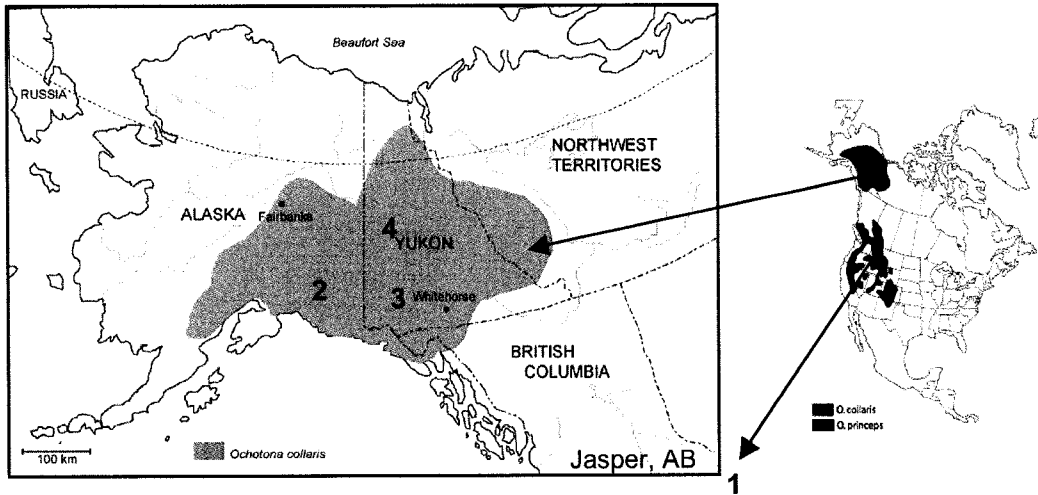 Beaufort Sea
RUSSIA
NORTHWEST
TERRITORIES
ALASKA
Fairbanks
4
YUKON
2
3
Whitehorse
BRITISH
COLUMBIA
100 km
Ochotona collaris
Jasper, AB
O. collaris
O. princeps
1